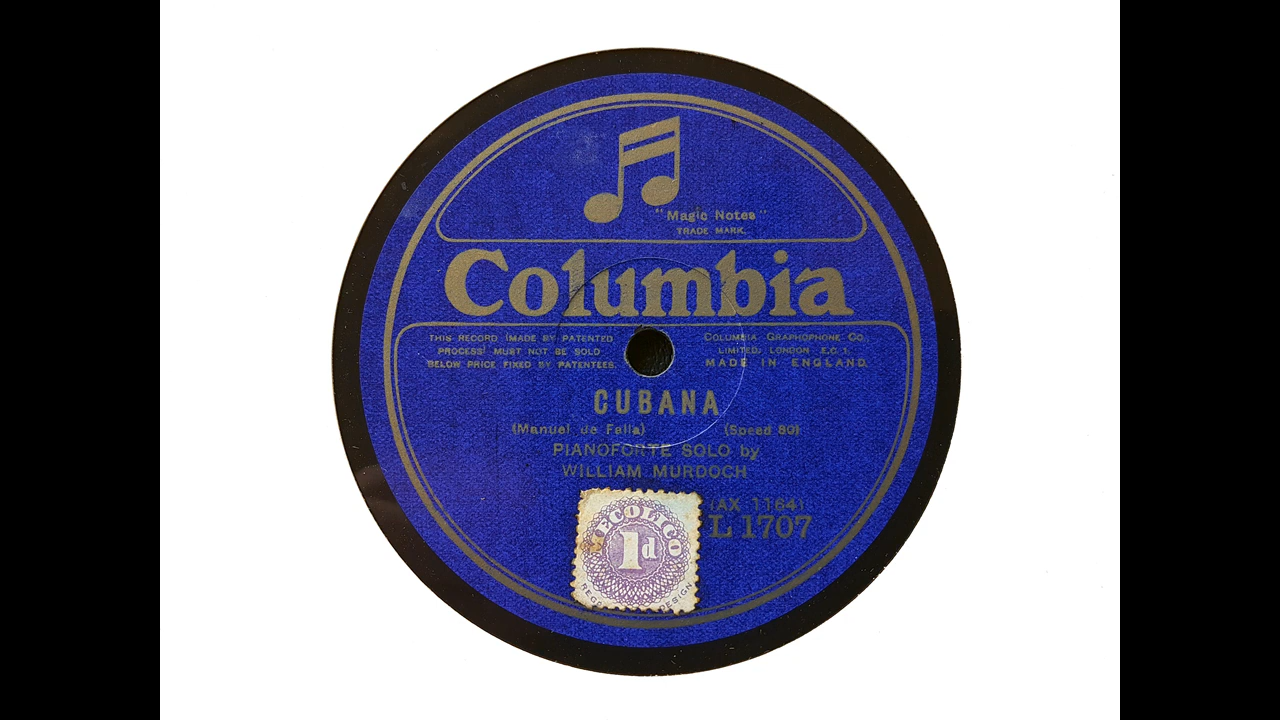 "Magic Notes"
TRADE MARK.
Columbia
THIS RECORD (MADE BY PATENTED
PROCESS) MUST NOT BE SOLD
BELOW PRICE FIXED BY PATENTEES.
COLUMBIA GRAPHOPHONE CO.
LIMITED, LONDON E.C. 1.
MADE IN ENGLAND.
CUBANA
(Manuel de Falla) (Speed 80)
PIANOFORTE SOLO by
WILLIAM MURDOCH
(AX 1164)
L 1707
MECOLICO
1d